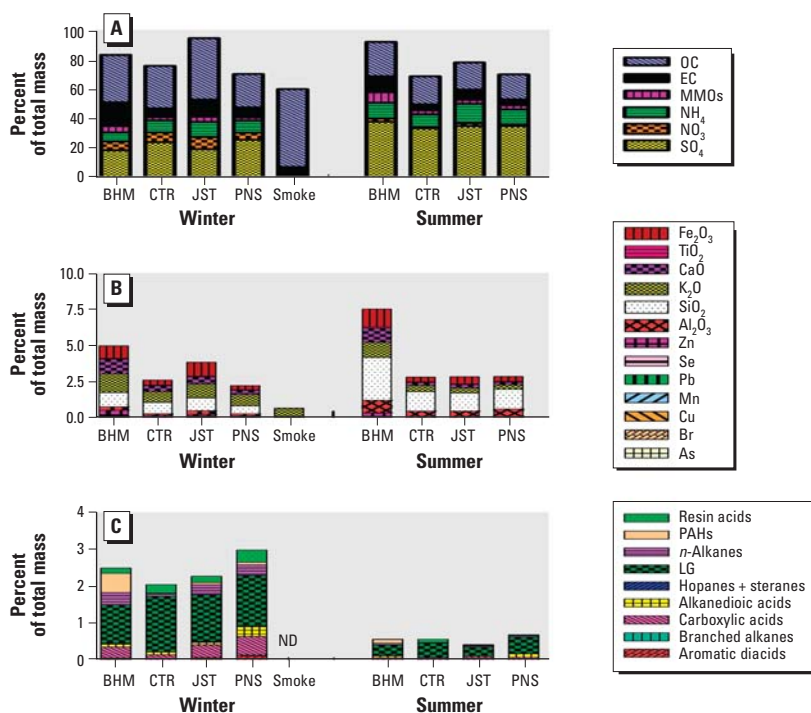 A
Percent
of total mass
100
80
60
40
20
0
BHM CTR JST PNS Smoke BHM CTR JST PNS
Winter Summer
OC
EC
MMOs
NH4
NO3
SO4
B
Percent
of total mass
10.0
7.5
5.0
2.5
0.0
BHM CTR JST PNS Smoke BHM CTR JST PNS
Winter Summer
Fe2O3
TiO2
CaO
K2O
SiO2
Al2O3
Zn
Se
Pb
Mn
Cu
Br
As
C
Percent
of total mass
4
3
2
1
0
ND
BHM CTR JST PNS Smoke BHM CTR JST PNS
Winter Summer
Resin acids
PAHs
n-Alkanes
LG
Hopanes + steranes
Alkanedioic acids
Carboxylic acids
Branched alkanes
Aromatic diacids